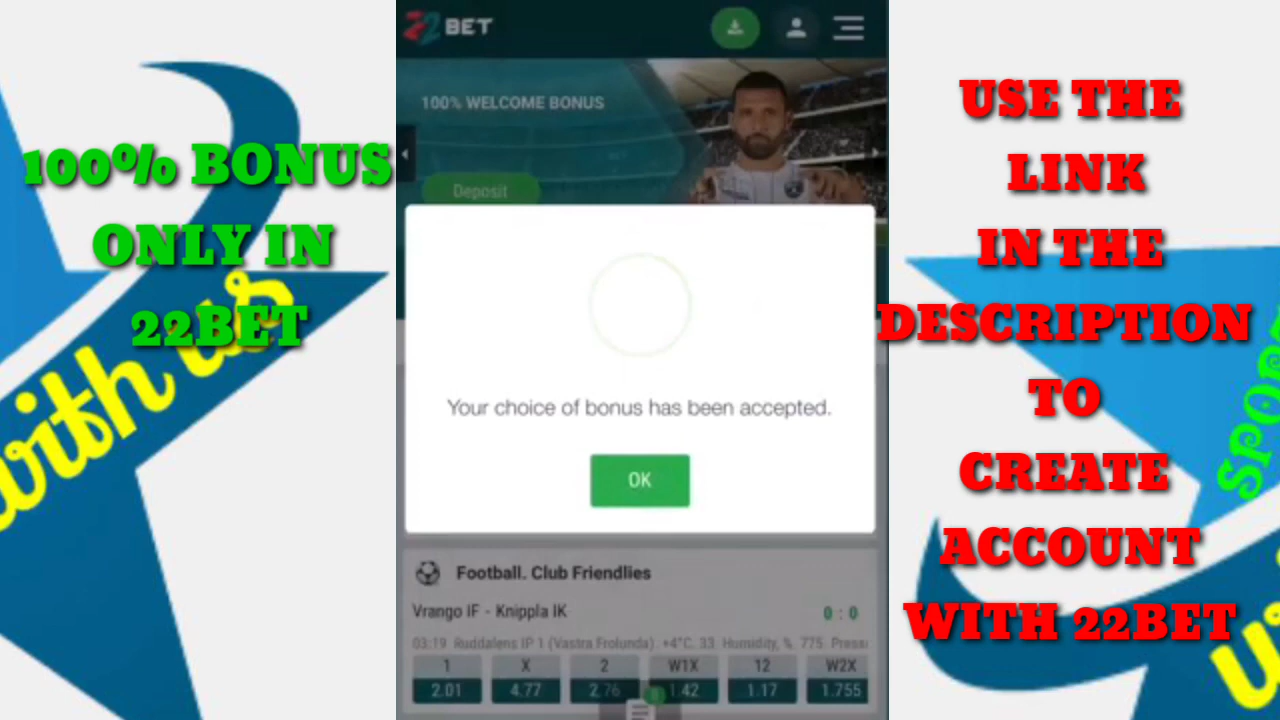 100% BONUS
ONLY IN
22BET
with us
22 BET
100% WELCOME BONUS
Deposit
Your choice of bonus has been accepted.
OK
Football. Club Friendlies
Vrango IF - Knippla IK
0 : 0
03:19 Ruddalens IP 1 (Vastra Frolunda). +4°C. 33 Humidity, % 775 Press
1 X 2 W1X 12 W2X
2.01 4.77 2.76 1.42 1.17 1.755
USE THE
LINK
IN THE
DESCRIPTION
TO
CREATE
ACCOUNT
WITH 22BET
SPOR